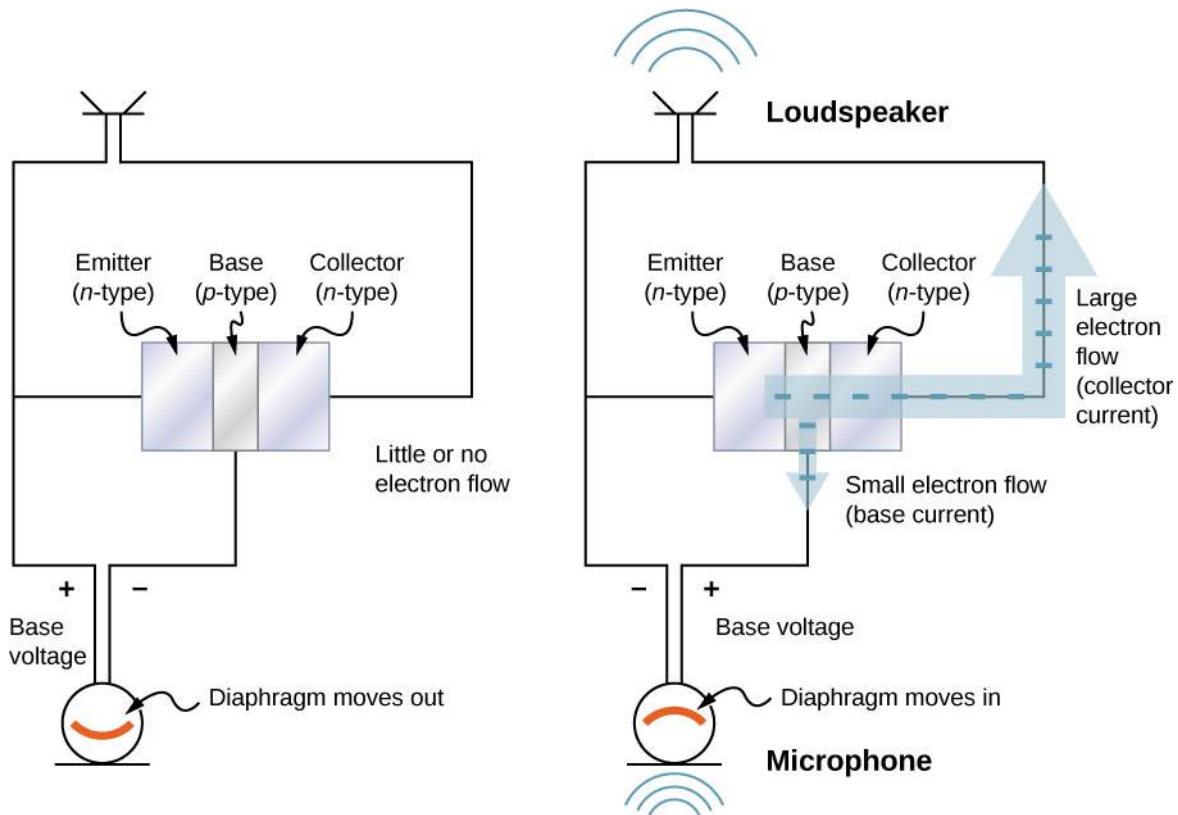 Loudspeaker
Emitter
(n-type)
Base
(p-type)
Collector
(n-type)
Little or no
electron flow
+
−
Base
voltage
Diaphragm moves out
Emitter
(n-type)
Base
(p-type)
Collector
(n-type)
Large
electron
flow
(collector
current)
Small electron flow
(base current)
−
+
Base voltage
Diaphragm moves in
Microphone